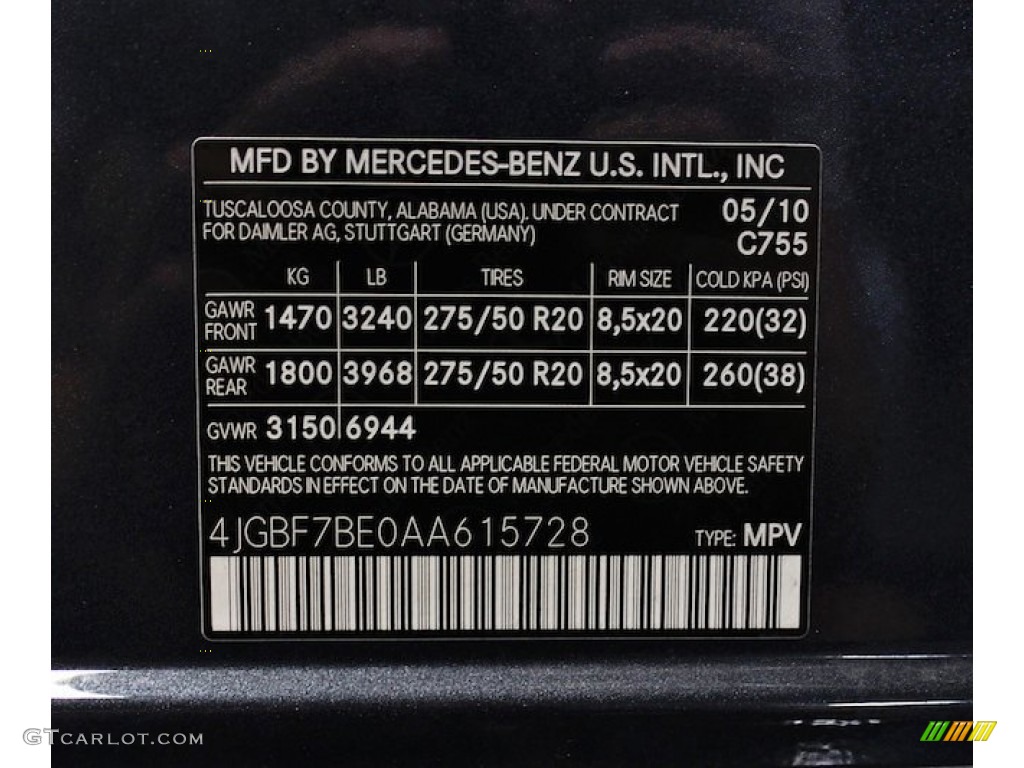 MFD BY MERCEDES-BENZ U.S. INTL., INC
TUSCALOOSA COUNTY, ALABAMA (USA). UNDER CONTRACT 05/10
FOR DAIMLER AG, STUTTGART (GERMANY) C755
KG LB TIRES RIM SIZE COLD KPA (PSI)
GAWR FRONT 1470 3240 275/50 R20 8,5x20 220(32)
GAWR REAR 1800 3968 275/50 R20 8,5x20 260(38)
GVWR 3150 6944
THIS VEHICLE CONFORMS TO ALL APPLICABLE FEDERAL MOTOR VEHICLE SAFETY
STANDARDS IN EFFECT ON THE DATE OF MANUFACTURE SHOWN ABOVE.
4JGBF7BE0AA615728 TYPE: MPV
GTCARLOT.COM